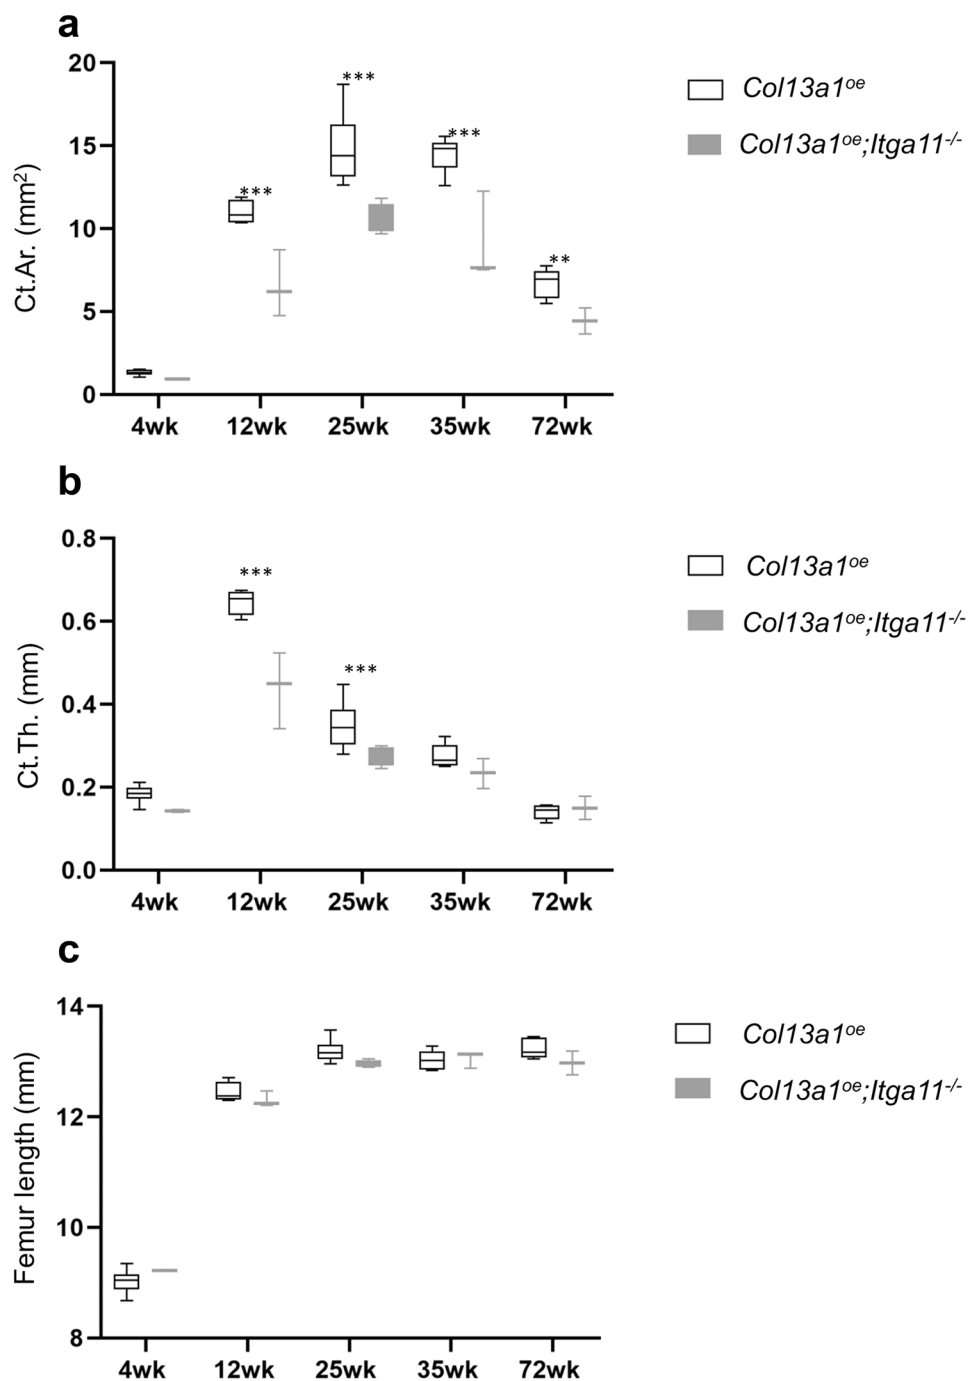 a
20
15
10
5
0
Ct.Ar. (mm²)
***
***
***
**
4wk 12wk 25wk 35wk 72wk
Col13a1ᵒᵉ
Col13a1ᵒᵉ;Itga11⁻/⁻
b
0.8
0.6
0.4
0.2
0.0
Ct.Th. (mm)
***
***
4wk 12wk 25wk 35wk 72wk
Col13a1ᵒᵉ
Col13a1ᵒᵉ;Itga11⁻/⁻
c
14
12
10
8
Femur length (mm)
4wk 12wk 25wk 35wk 72wk
Col13a1ᵒᵉ
Col13a1ᵒᵉ;Itga11⁻/⁻